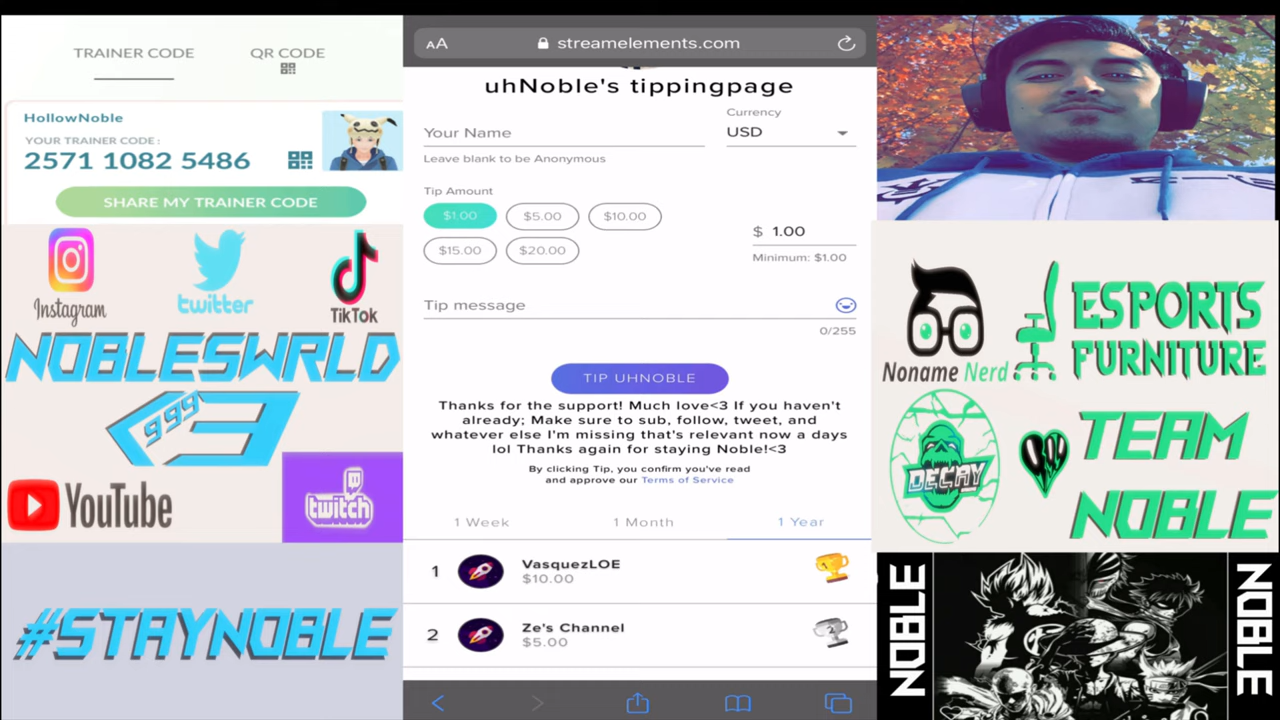 TRAINER CODE
QR CODE
HollowNoble
YOUR TRAINER CODE :
2571 1082 5486
SHARE MY TRAINER CODE
Instagram
twitter
TikTok
NOBLESWRLD
999
YouTube
twitch
#STAYNOBLE
AA
streamelements.com
uhNoble's tippingpage
Your Name
Currency
USD
Leave blank to be Anonymous
Tip Amount
$1.00
$5.00
$10.00
$15.00
$20.00
$ 1.00
Minimum: $1.00
Tip message
0/255
TIP UHNOBLE
Thanks for the support! Much love<3 If you haven't
already; Make sure to sub, follow, tweet, and
whatever else I'm missing that's relevant now a days
lol Thanks again for staying Noble!<3
By clicking Tip, you confirm you've read
and approve our Terms of Service
1 Week
1 Month
1 Year
1
VasquezLOE
$10.00
2
Ze's Channel
$5.00
Noname Nerd
ESPORTS
FURNITURE
DECAY
TEAM
NOBLE
NOBLE
NOBLE